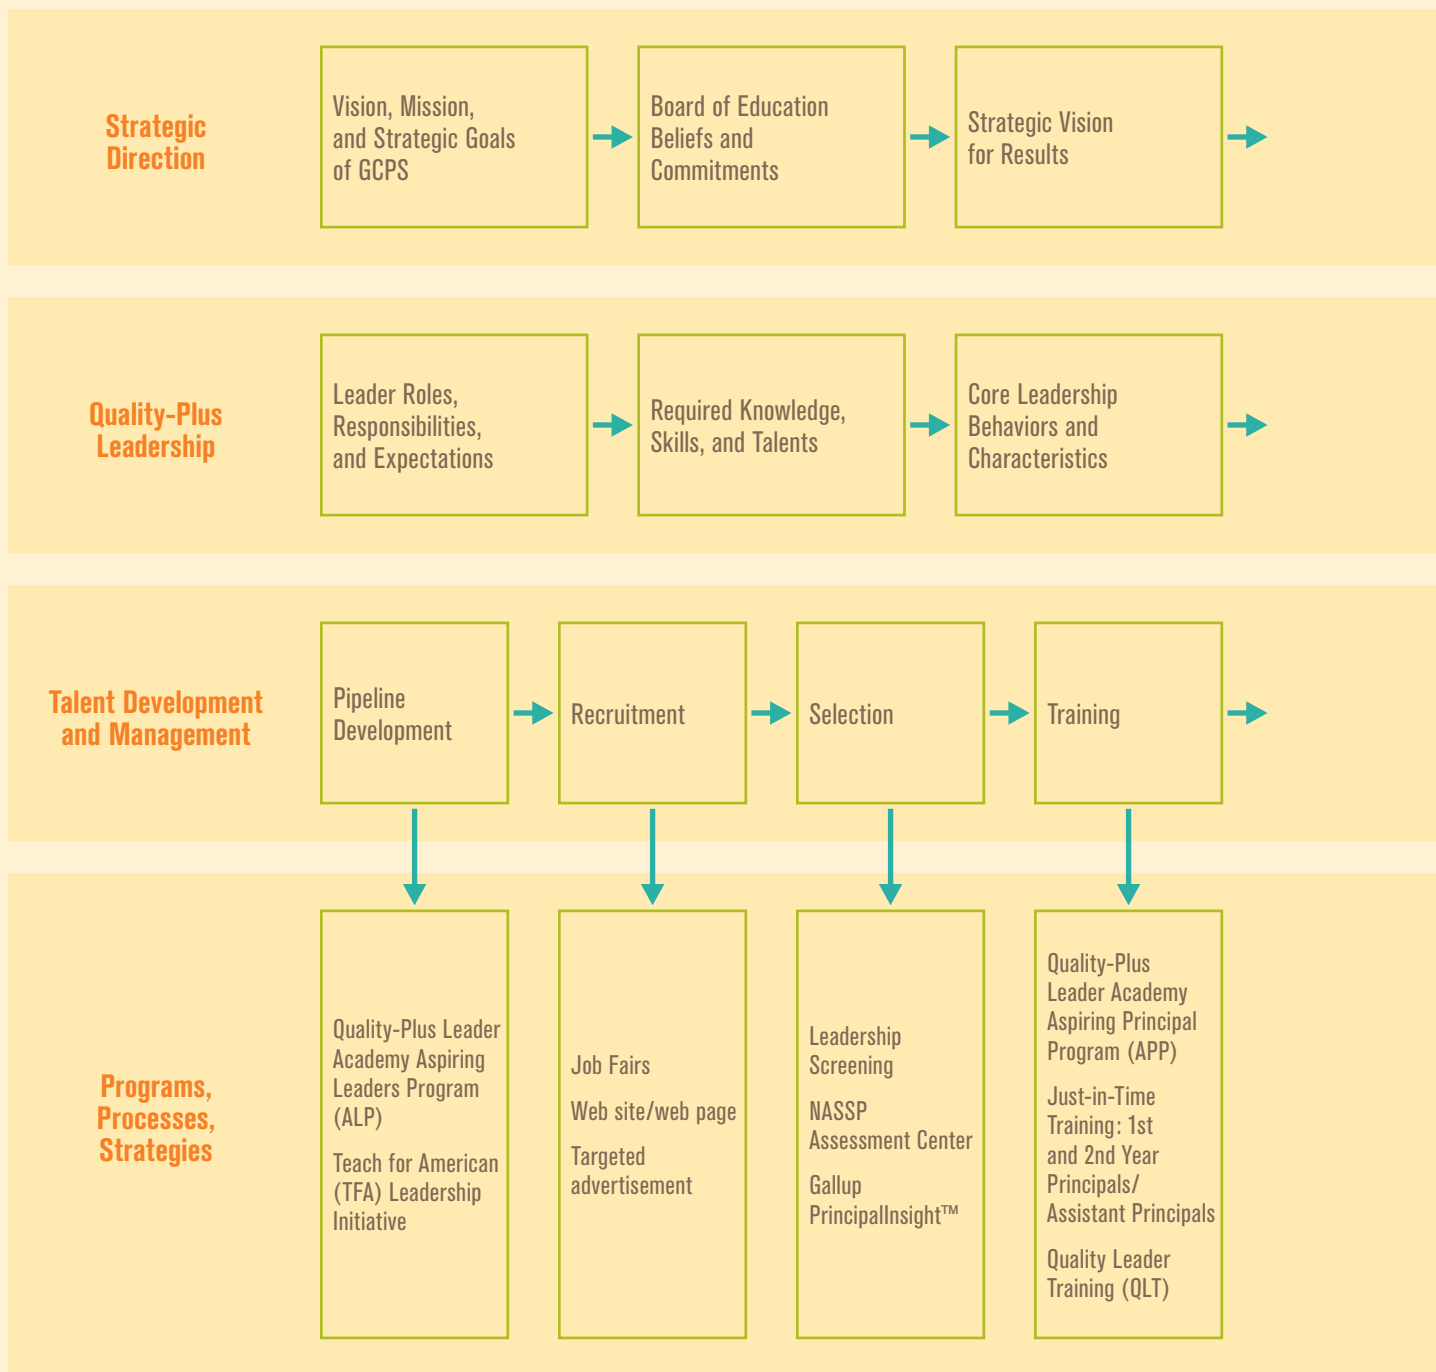 Strategic
Direction
Vision, Mission,
and Strategic Goals
of GCPS
Board of Education
Beliefs and
Commitments
Strategic Vision
for Results
Quality-Plus
Leadership
Leader Roles,
Responsibilities,
and Expectations
Required Knowledge,
Skills, and Talents
Core Leadership
Behaviors and
Characteristics
Talent Development
and Management
Pipeline
Development
Recruitment
Selection
Training
Programs,
Processes,
Strategies
Quality-Plus Leader
Academy Aspiring
Leaders Program
(ALP)
Teach for American
(TFA) Leadership
Initiative
Job Fairs
Web site/web page
Targeted
advertisement
Leadership
Screening
NASSP
Assessment Center
Gallup
PrincipalInsight™
Quality-Plus
Leader Academy
Aspiring Principal
Program (APP)
Just-in-Time
Training: 1st
and 2nd Year
Principals/
Assistant Principals
Quality Leader
Training (QLT)